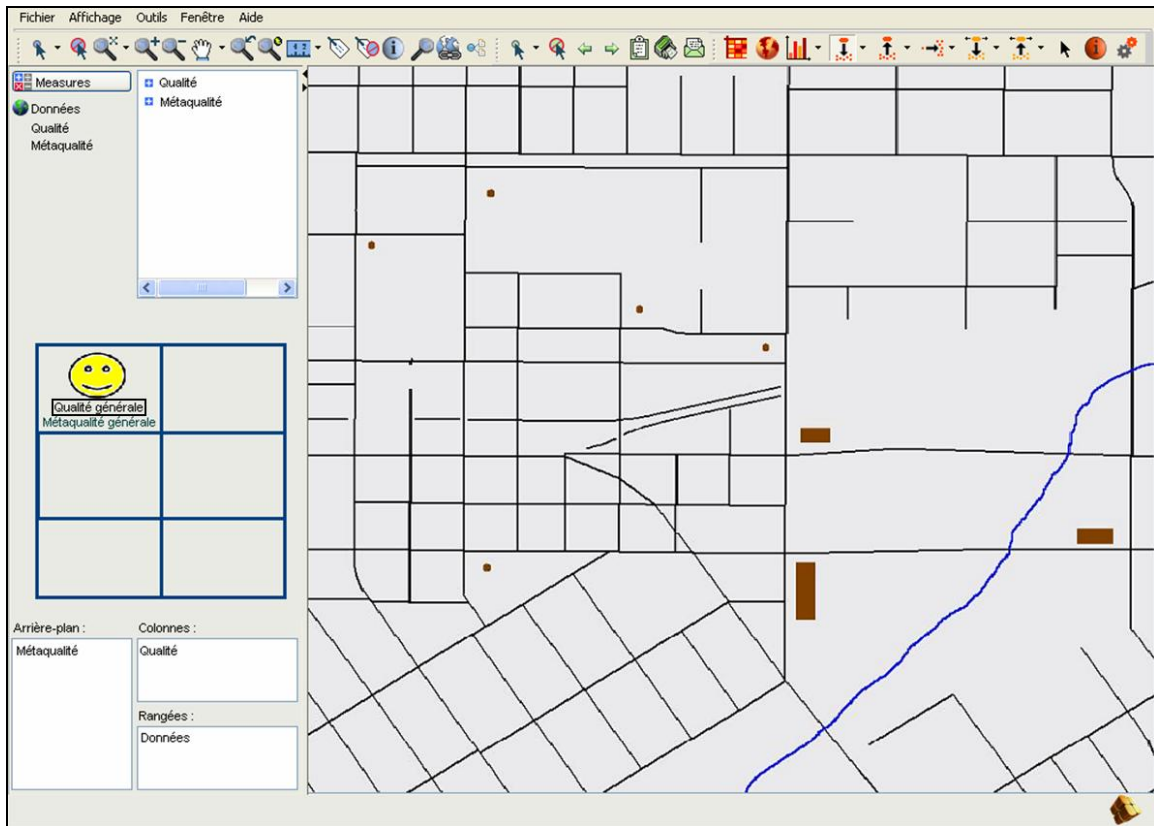 Fichier Affichage Outils Fenêtre Aide
Measures
Données
Qualité
Métaqualité
Qualité
Métaqualité
Qualité générale
Métaqualité générale
Arrière-plan :
Métaqualité
Colonnes :
Qualité
Rangées :
Données